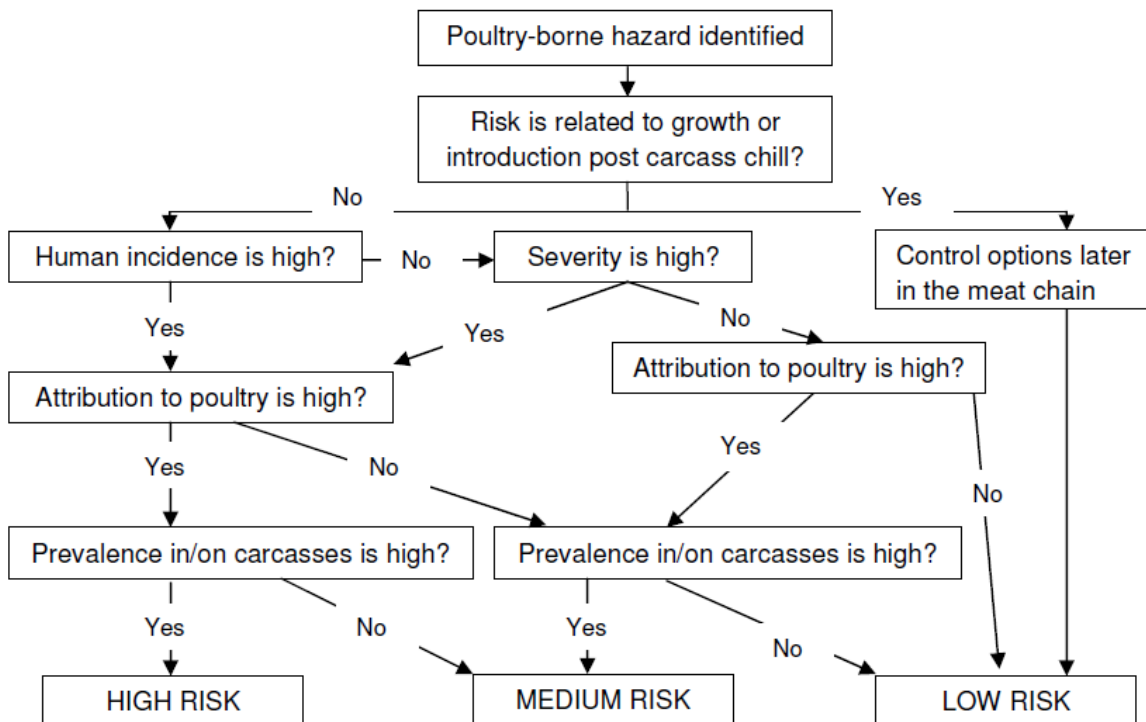 Poultry-borne hazard identified
Risk is related to growth or
introduction post carcass chill?
No
Yes
Human incidence is high?
No
Severity is high?
Control options later
in the meat chain
Yes
Yes
No
Attribution to poultry is high?
Attribution to poultry is high?
Yes
No
Yes
No
Prevalence in/on carcasses is high?
Prevalence in/on carcasses is high?
Yes
No
Yes
No
HIGH RISK
MEDIUM RISK
LOW RISK